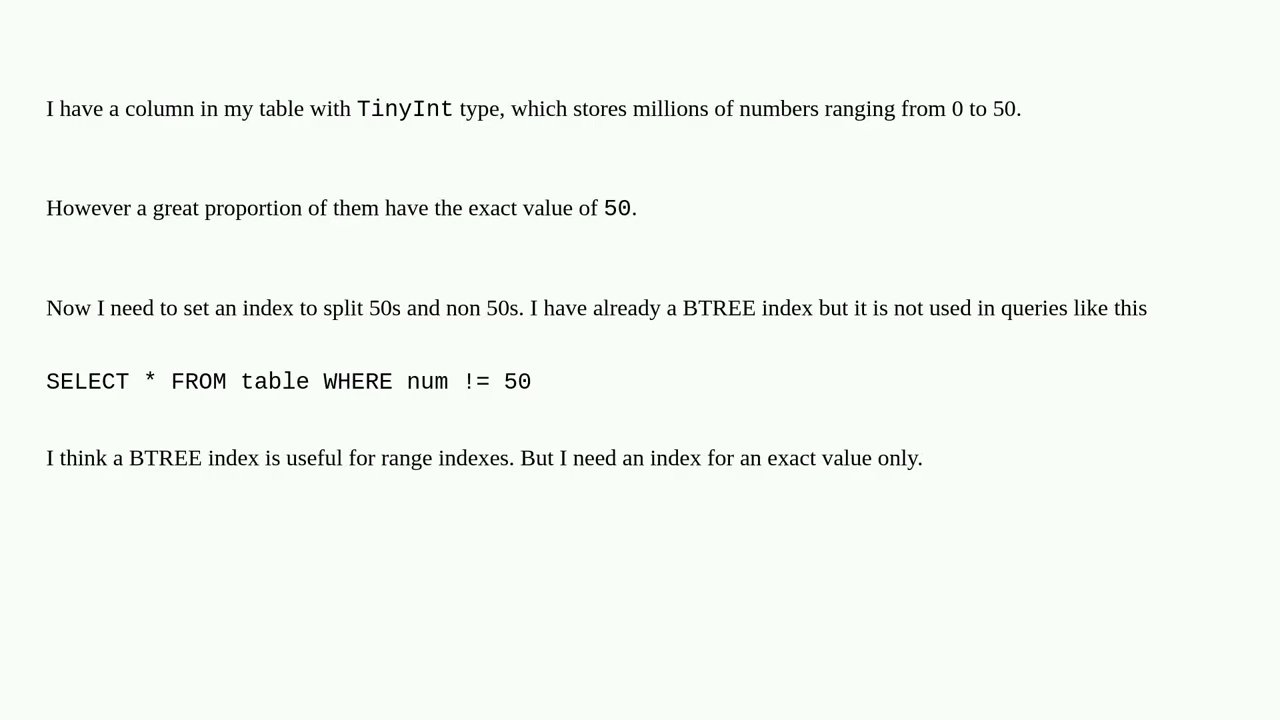 I have a column in my table with TinyInt type, which stores millions of numbers ranging from 0 to 50.
However a great proportion of them have the exact value of 50.
Now I need to set an index to split 50s and non 50s. I have already a BTREE index but it is not used in queries like this
SELECT * FROM table WHERE num != 50
I think a BTREE index is useful for range indexes. But I need an index for an exact value only.